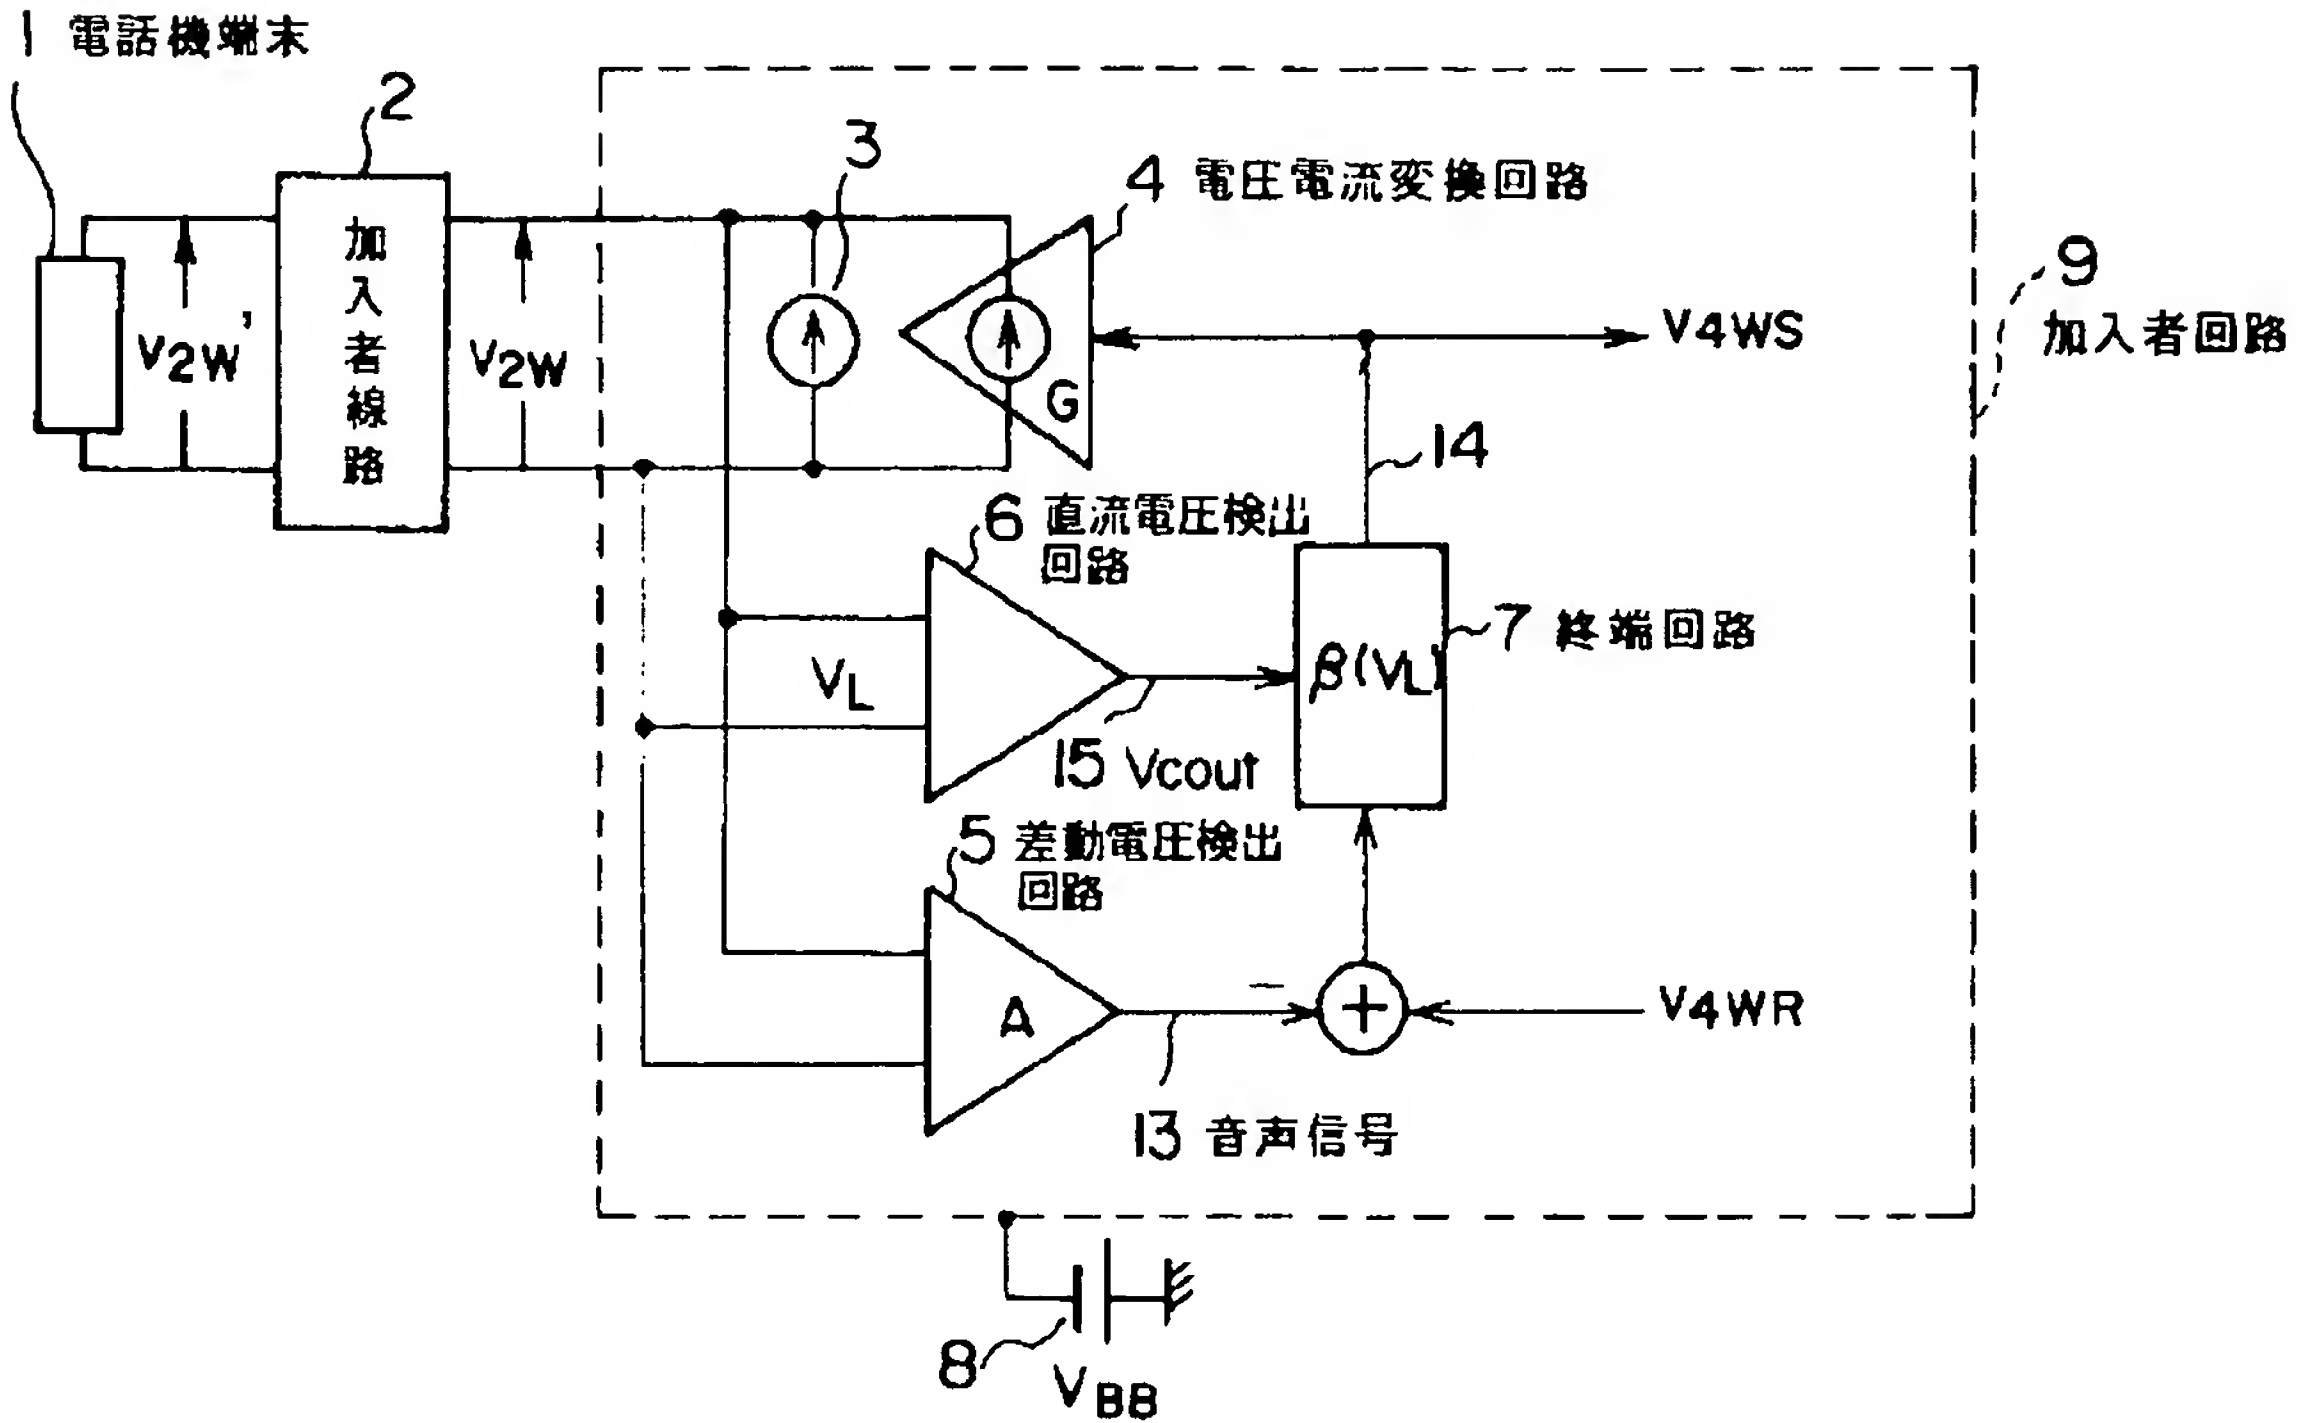 1 電話機端末
2
3
4 電圧電流変換回路
9
加入者回路
加入者線路
V2W'
V2W
G
V4WS
14
6 直流電圧検出
回路
β(VL)
7 終端回路
VL
15 Vcout
5 差動電圧検出
回路
A
−
+
V4WR
13 音声信号
8
VBB